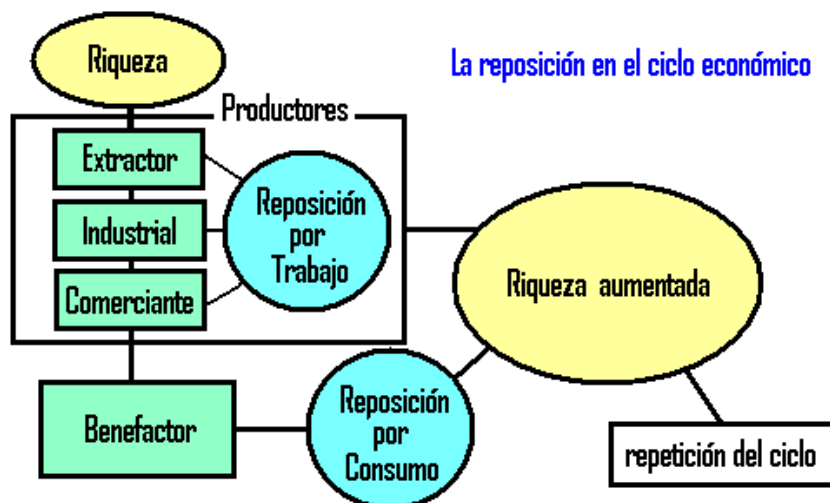 Riqueza
La reposición en el ciclo económico
Productores
Extractor
Industrial
Comerciante
Reposición
por
Trabajo
Riqueza aumentada
Benefactor
Reposición
por
Consumo
repetición del ciclo